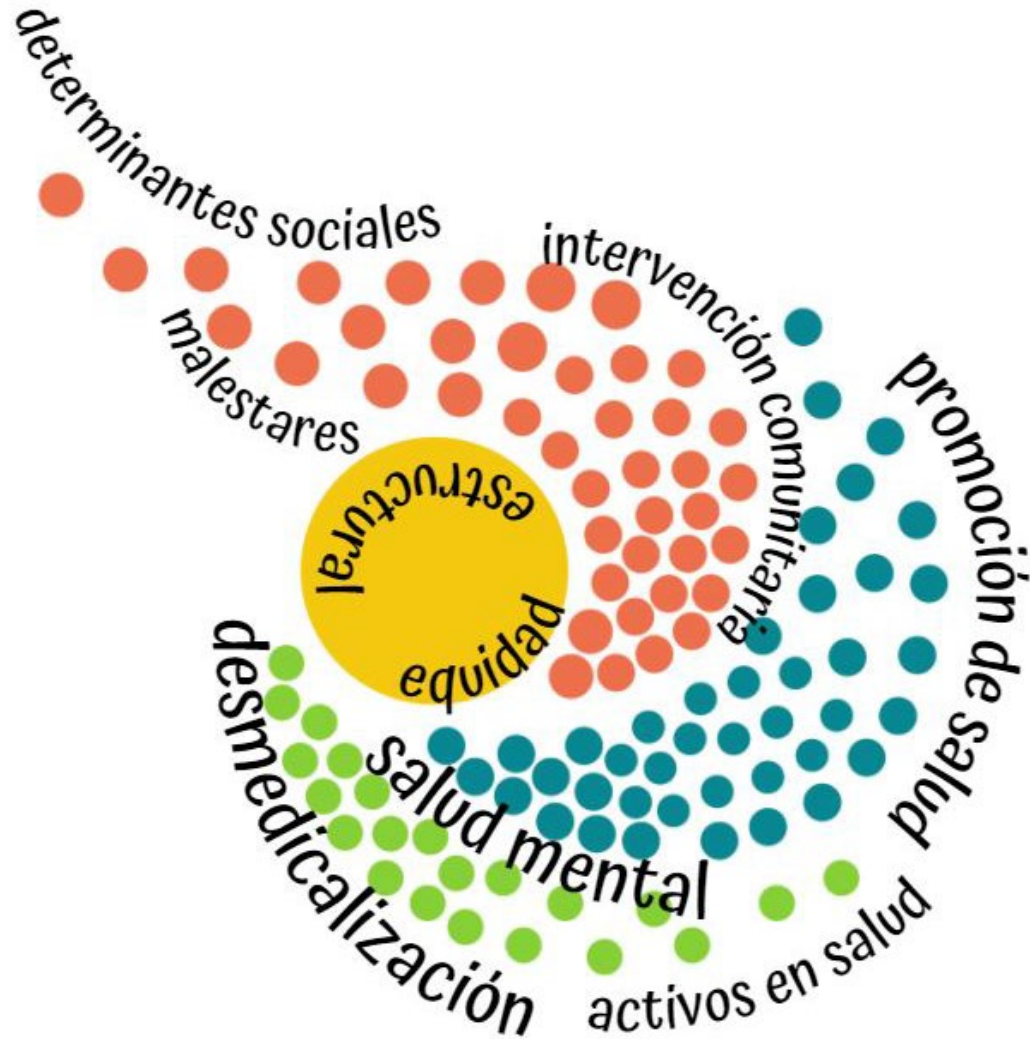 determinantes sociales
intervención comunitaria
malestares
promoción de salud
estructural
equidad
desmedicalización
salud mental
activos en salud